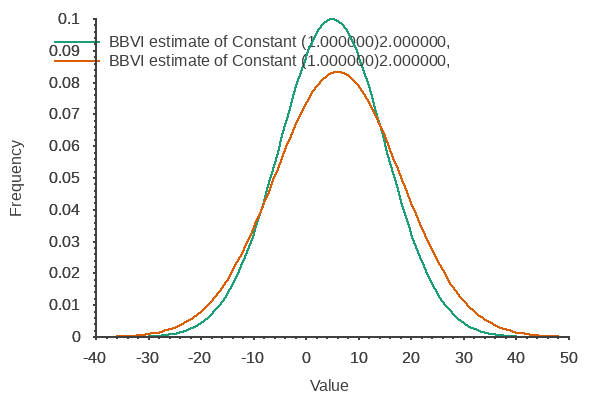 0.1
BBVI estimate of Constant (1.000000)2.000000,
0.09
BBVI estimate of Constant (1.000000)2.000000,
0.08
0.07
0.06
0.05
0.04
0.03
0.02
0.01
0
Frequency
-40 -30 -20 -10 0 10 20 30 40 50
Value